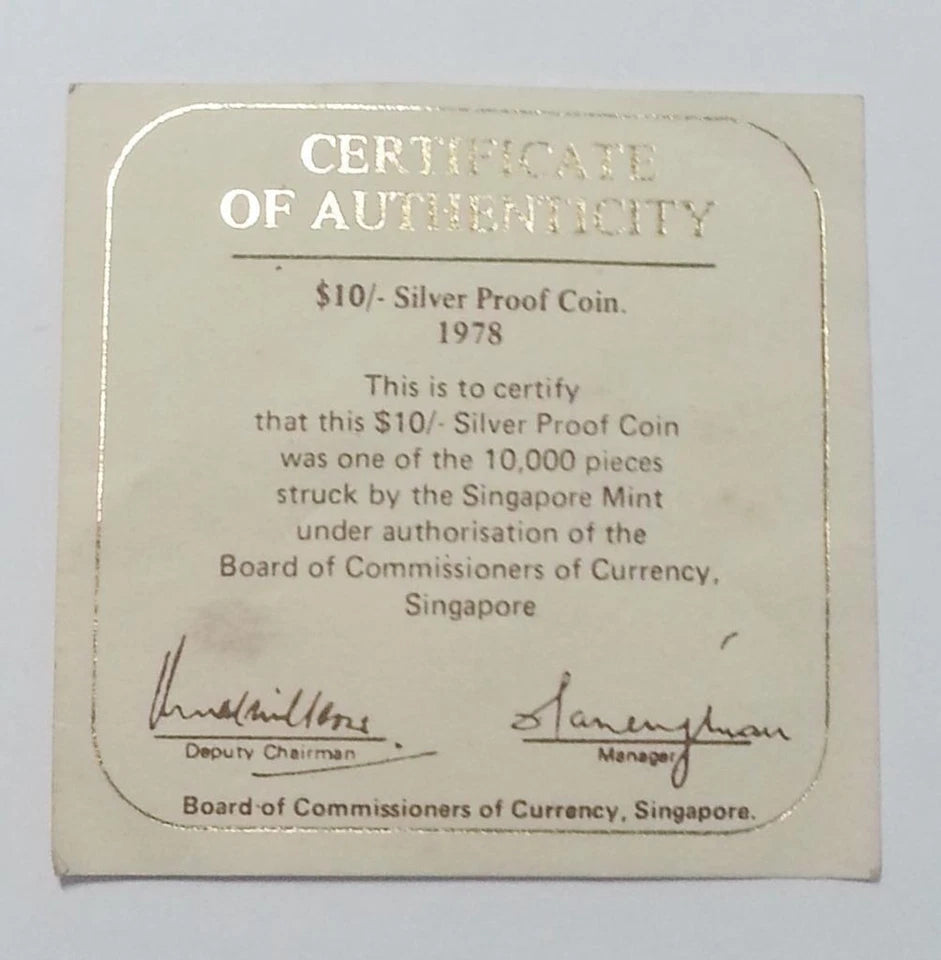 CERTIFICATE
OF AUTHENTICITY
$10/- Silver Proof Coin.
1978
This is to certify
that this $10/- Silver Proof Coin
was one of the 10,000 pieces
struck by the Singapore Mint
under authorisation of the
Board of Commissioners of Currency,
Singapore
Deputy Chairman
Manager
Board of Commissioners of Currency, Singapore.